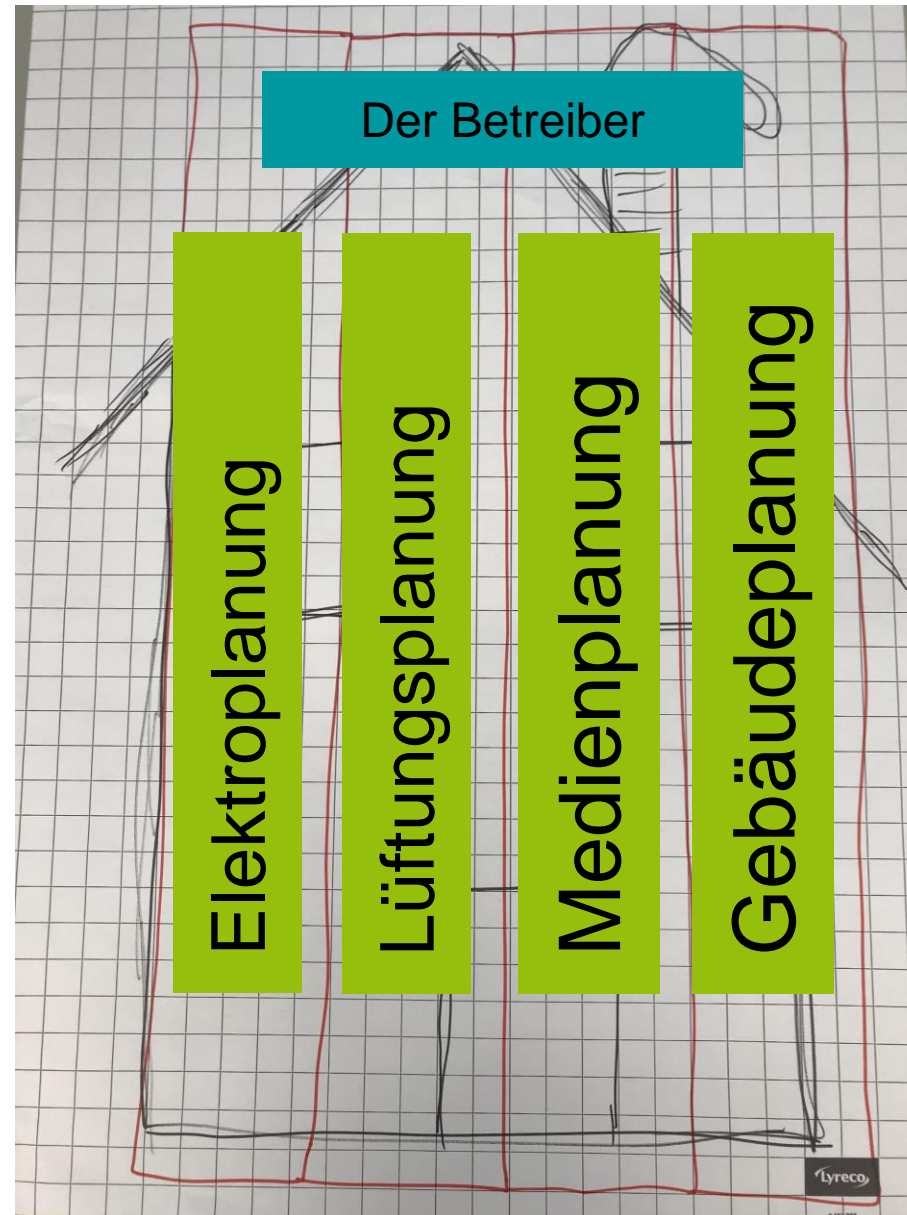 Der Betreiber
Elektroplanung
Lüftungsplanung
Medienplanung
Gebäudeplanung
Lyreco